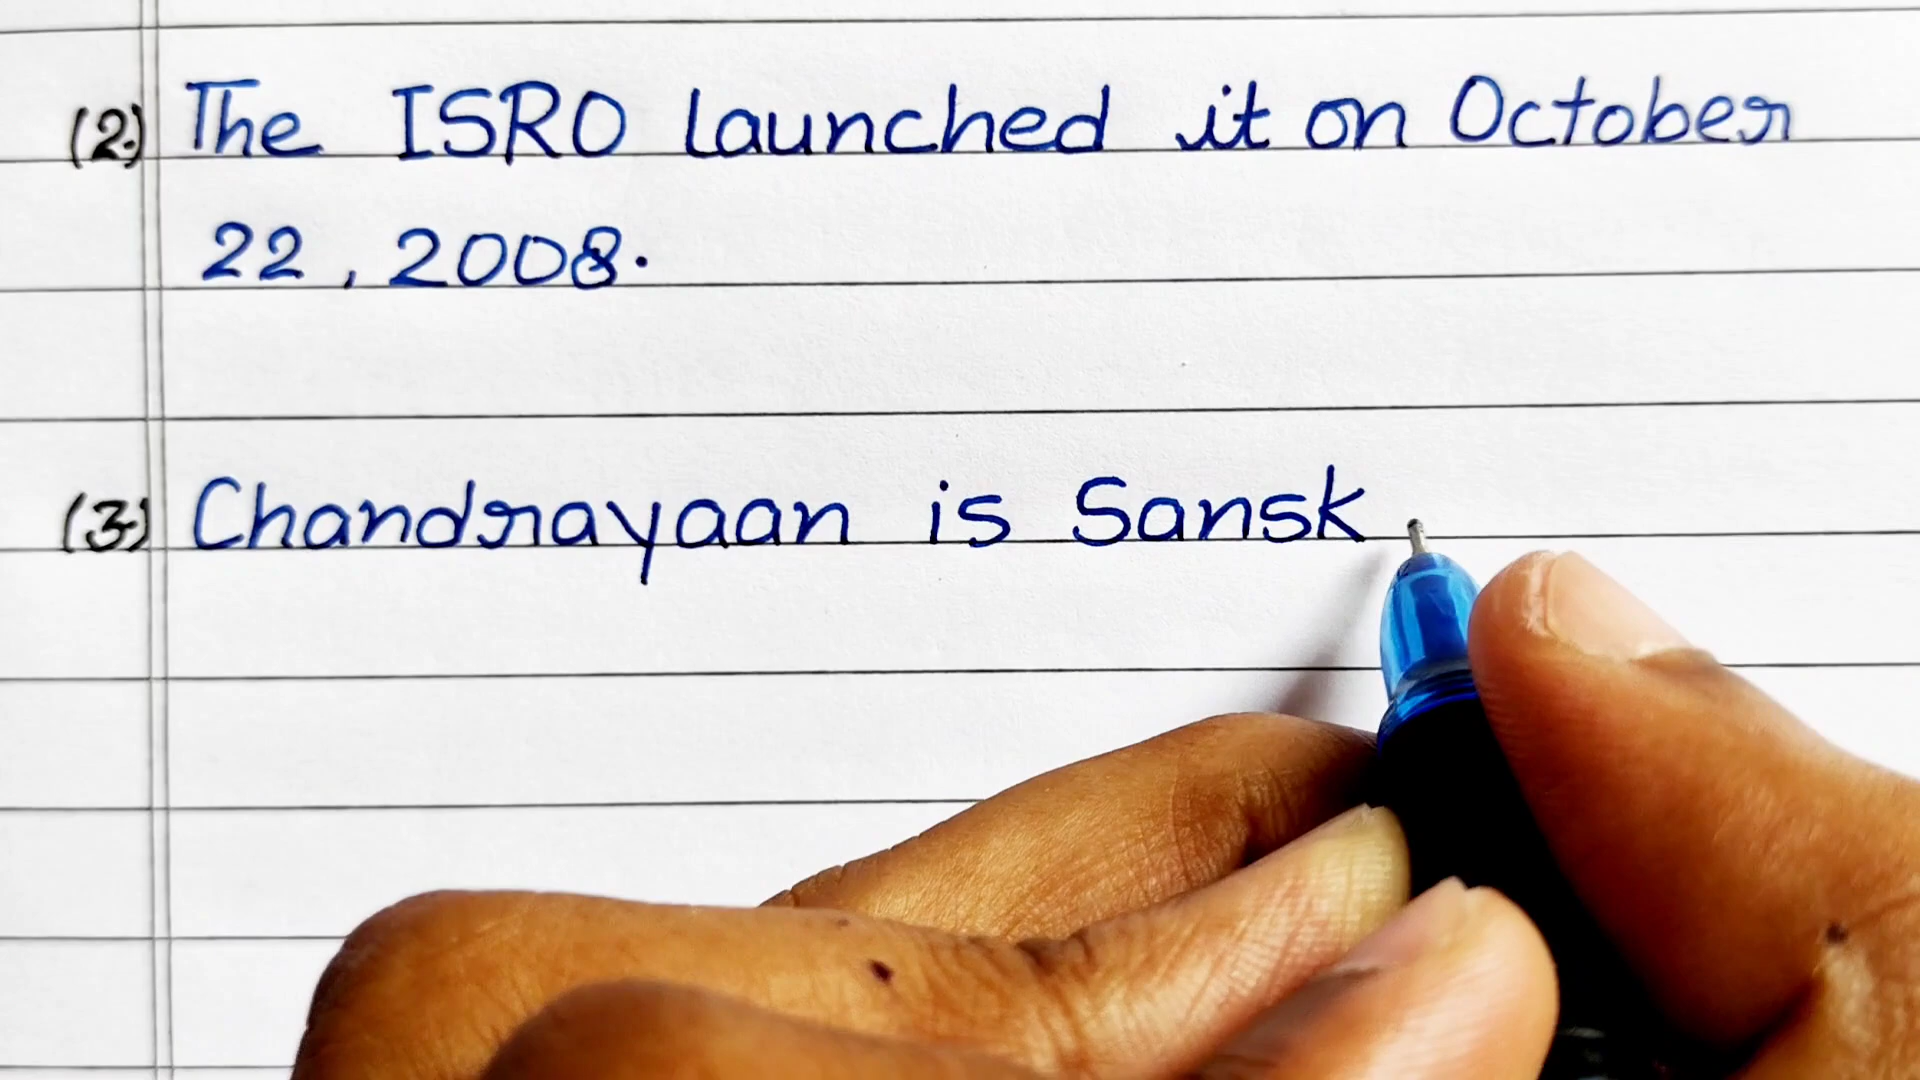 (2) The ISRO launched it on October
22, 2008.
(3) Chandrayaan is Sansk